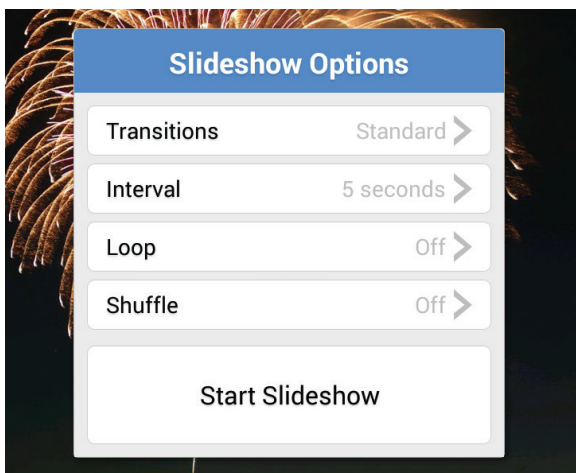 Slideshow Options
Transitions Standard
Interval 5 seconds
Loop Off
Shuffle Off
Start Slideshow